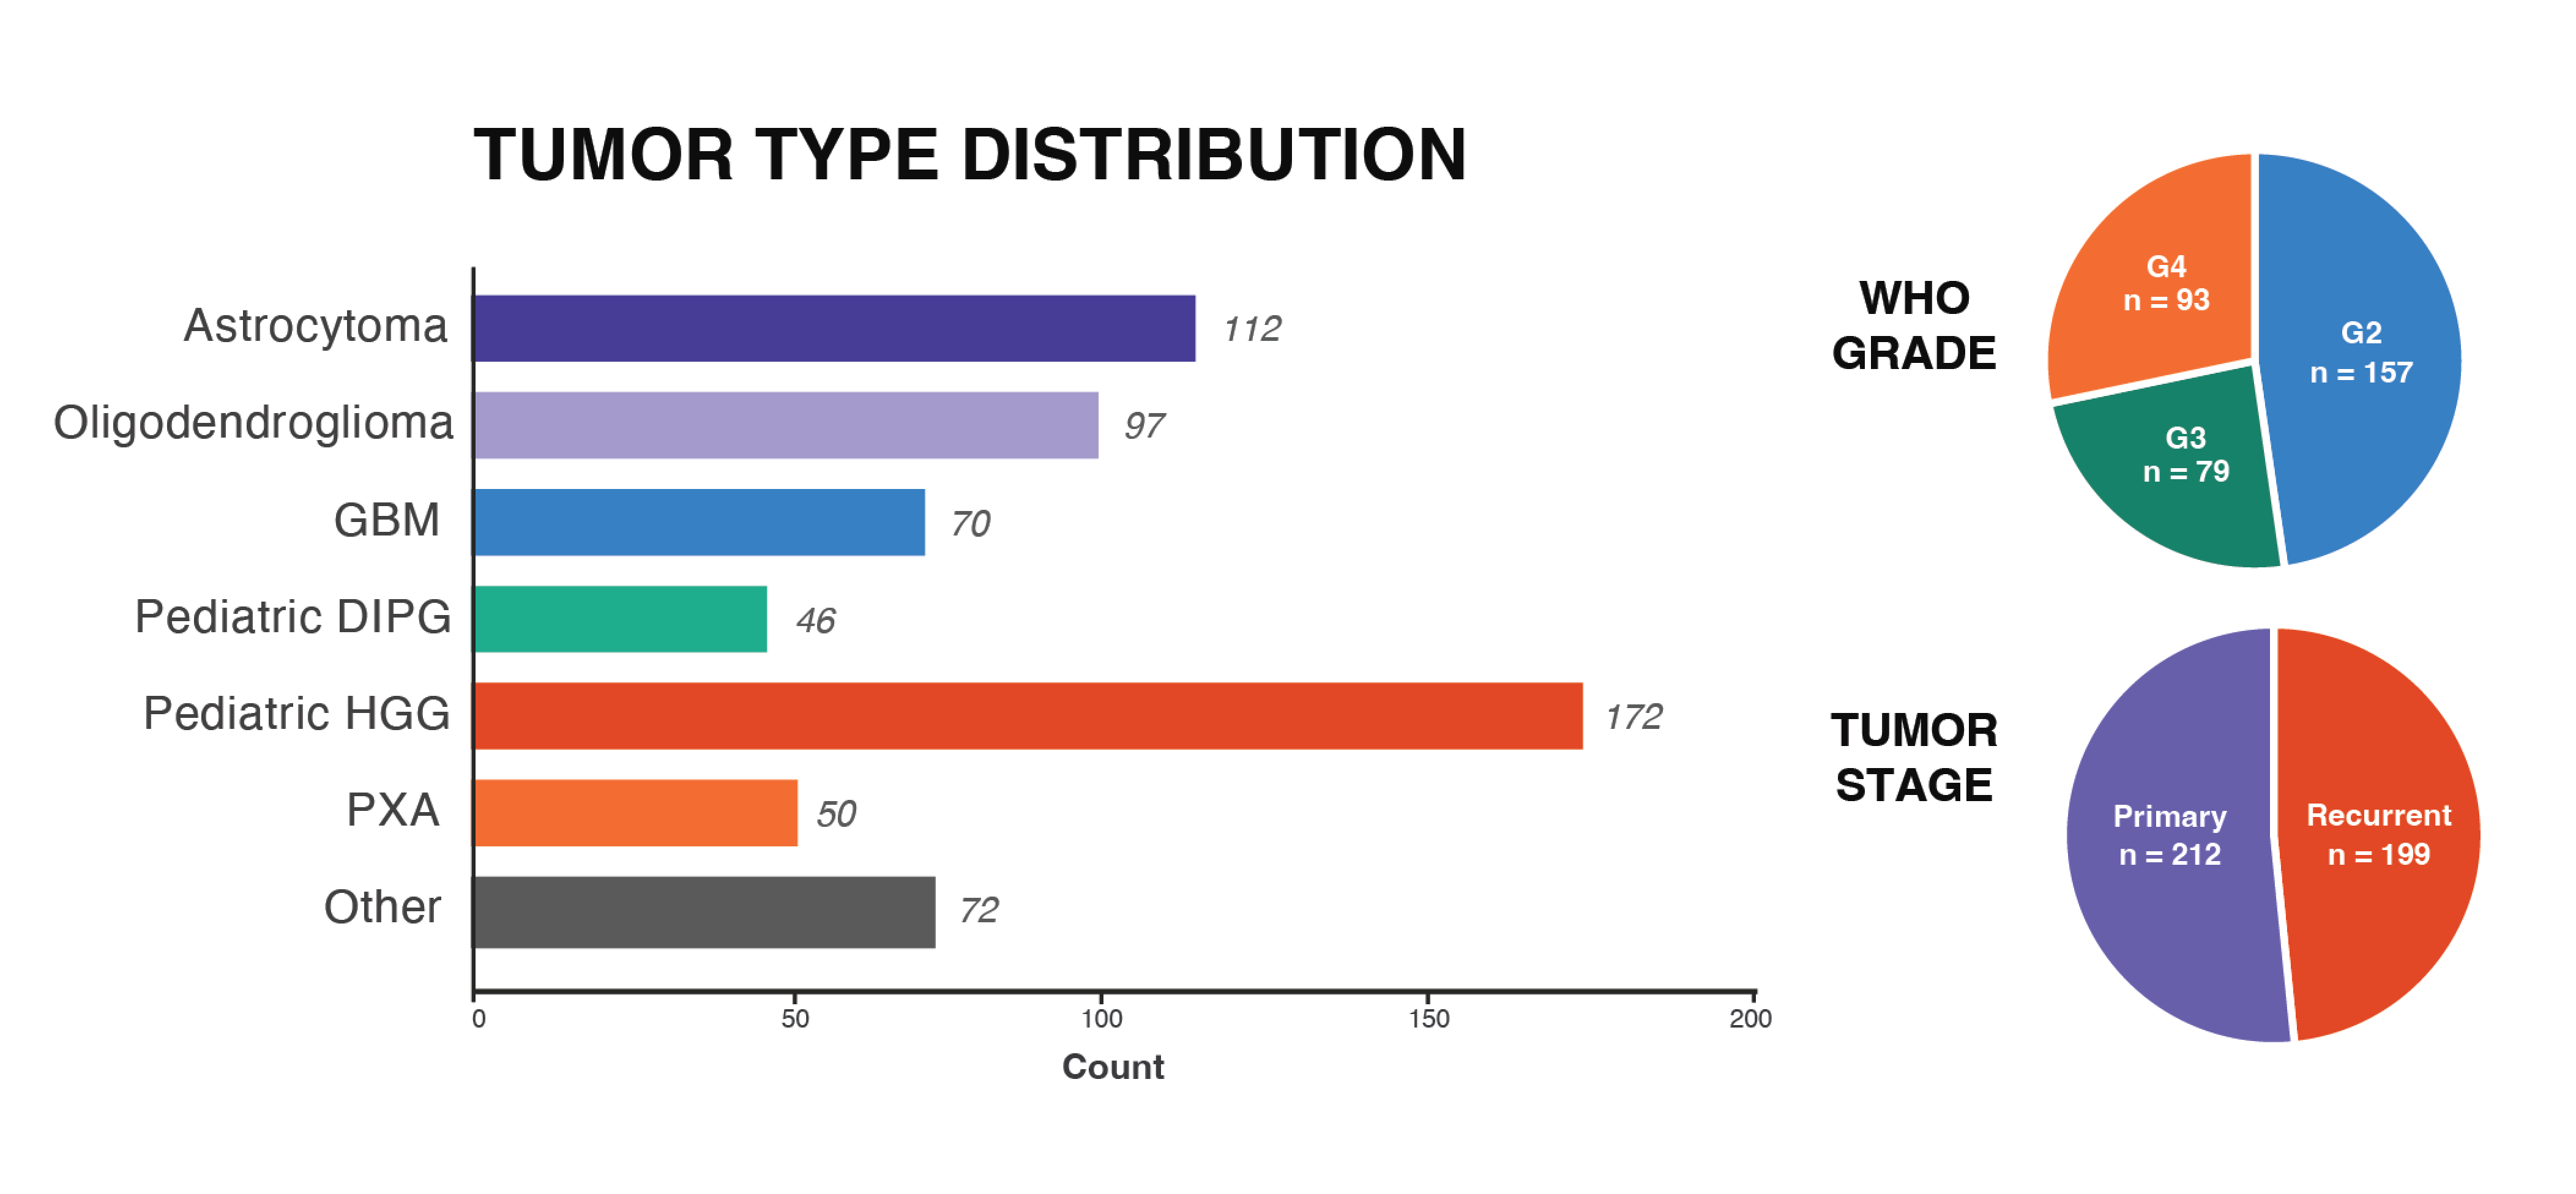 TUMOR TYPE DISTRIBUTION
Astrocytoma 112
Oligodendroglioma 97
GBM 70
Pediatric DIPG 46
Pediatric HGG 172
PXA 50
Other 72
0 50 100 150 200
Count
WHO
GRADE
G4
n = 93
G2
n = 157
G3
n = 79
TUMOR
STAGE
Primary
n = 212
Recurrent
n = 199